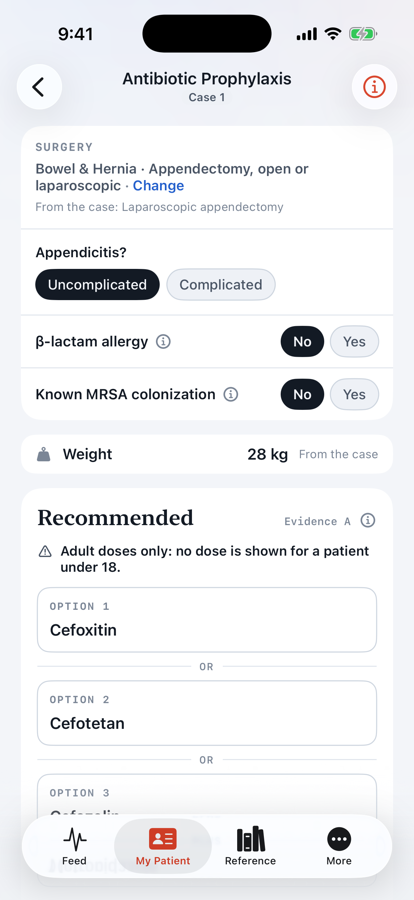 9:41
Antibiotic Prophylaxis
Case 1
SURGERY
Bowel & Hernia · Appendectomy, open or
laparoscopic · Change
From the case: Laparoscopic appendectomy
Appendicitis?
Uncomplicated
Complicated
β-lactam allergy
No
Yes
Known MRSA colonization
No
Yes
Weight
28 kg
From the case
Recommended
Evidence A
Adult doses only: no dose is shown for a patient
under 18.
OPTION 1
Cefoxitin
OR
OPTION 2
Cefotetan
OR
OPTION 3
Feed
My Patient
Reference
More